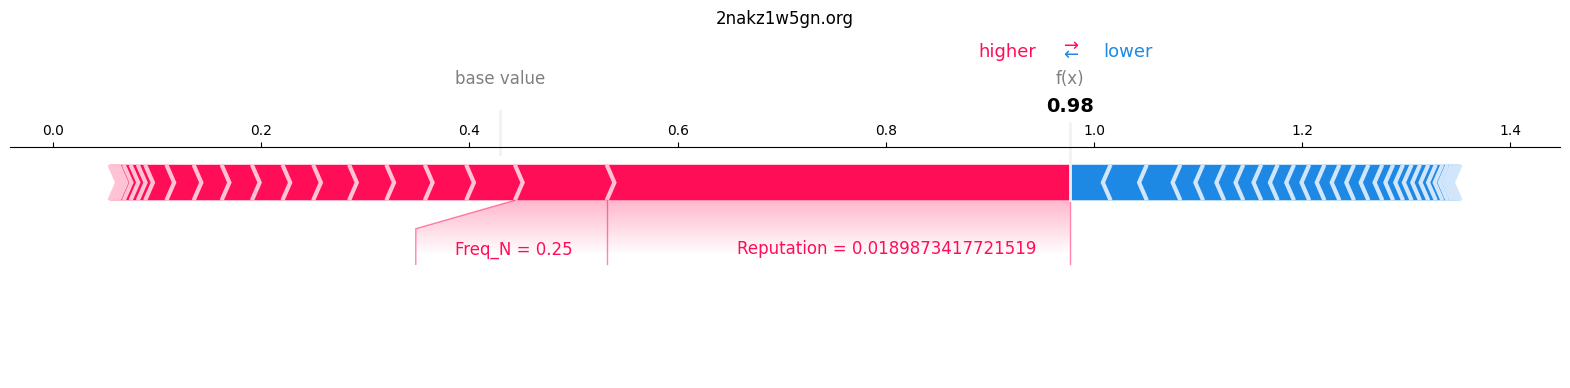 2nakz1w5gn.org
higher ⇄ lower
base value f(x)
0.98
0.0 0.2 0.4 0.6 0.8 1.0 1.2 1.4
Freq_N = 0.25 Reputation = 0.0189873417721519